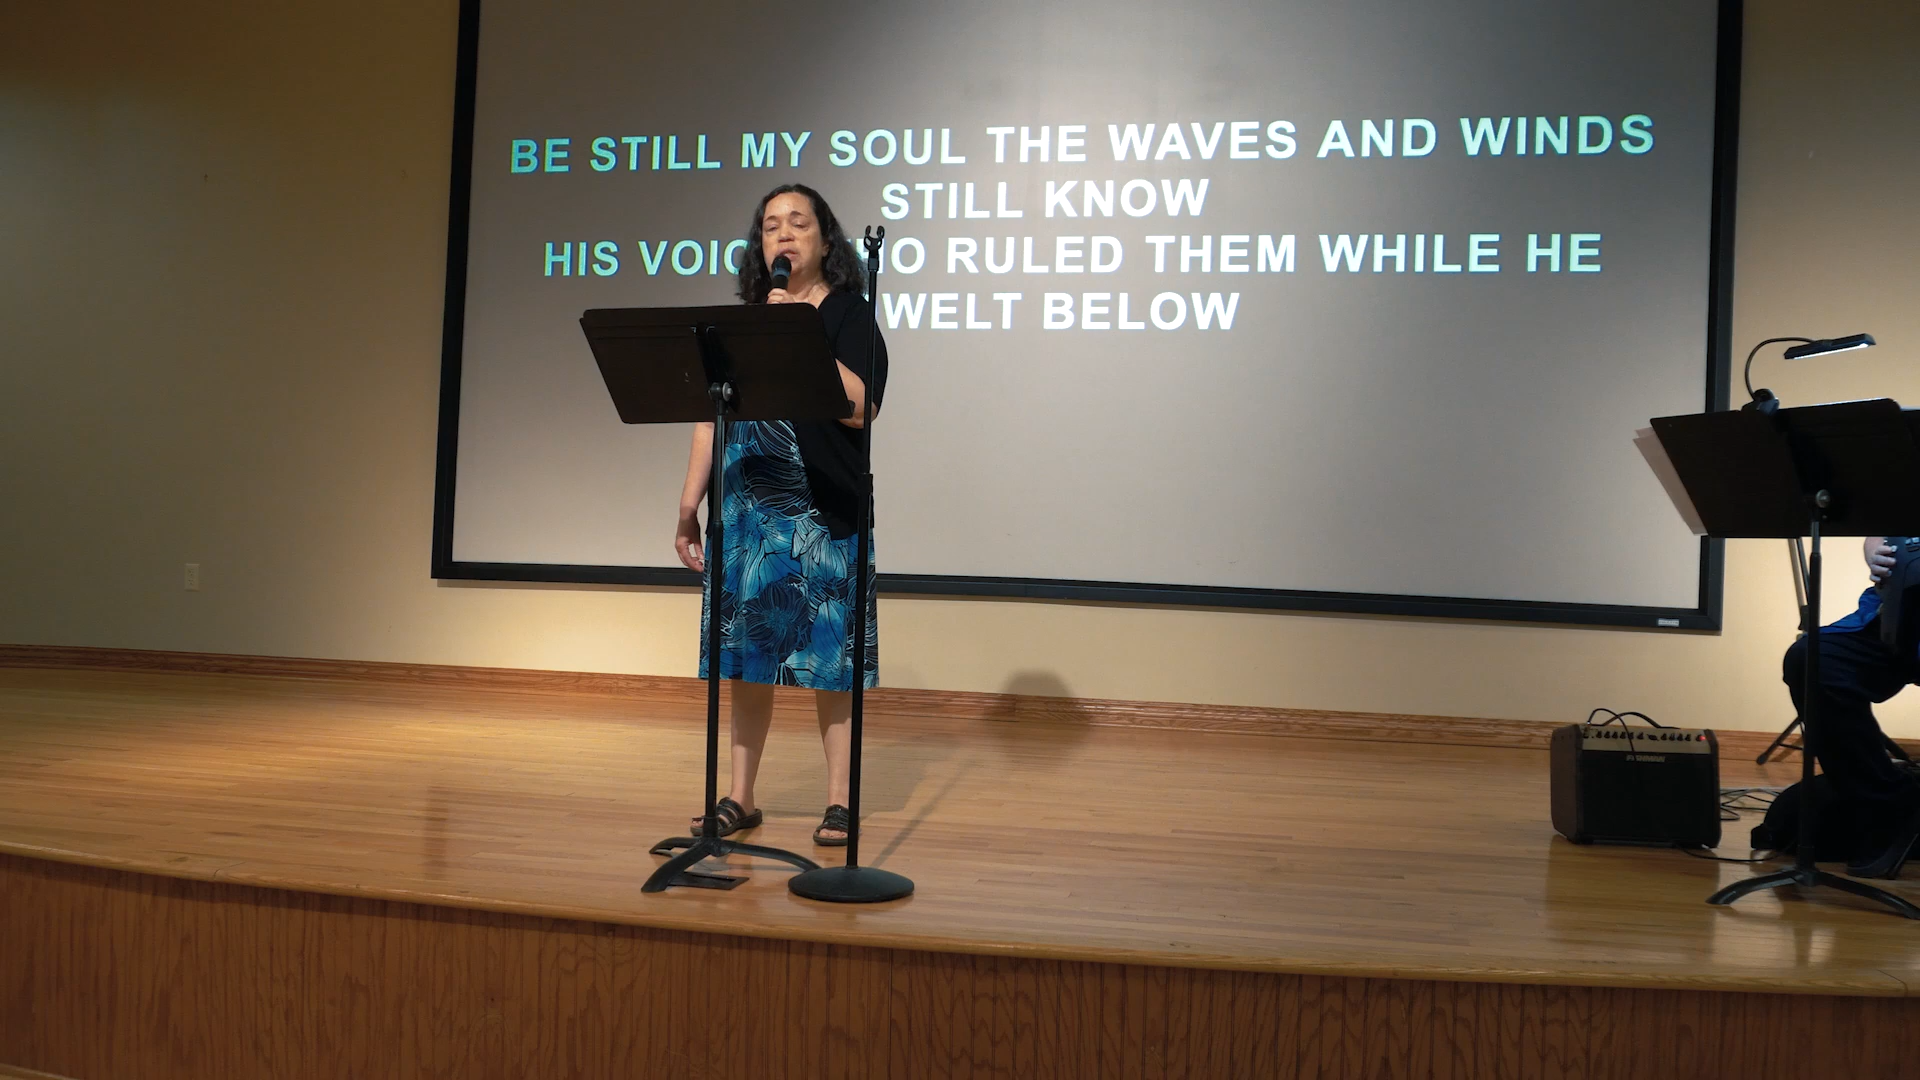 BE STILL MY SOUL THE WAVES AND WINDS
STILL KNOW
HIS RULED THEM WHILE HE
BELOW